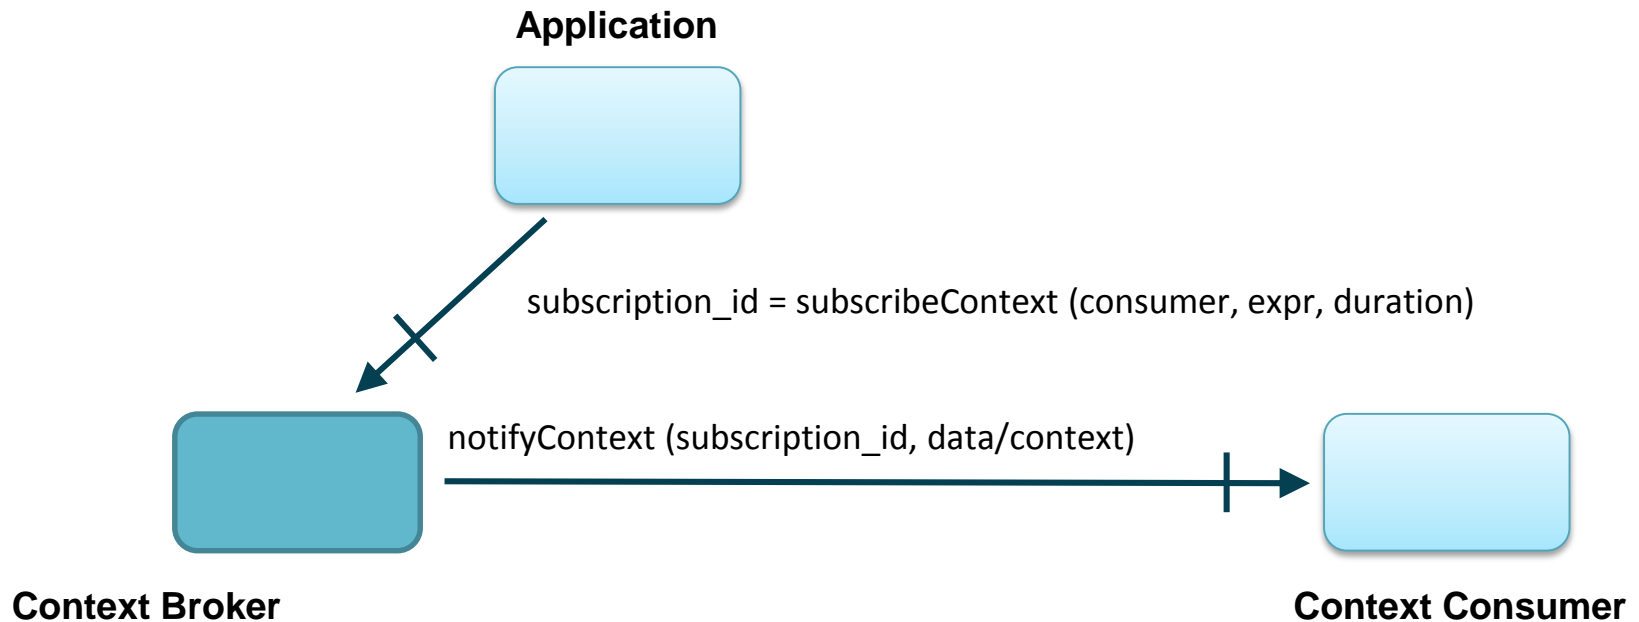 Application
subscription_id = subscribeContext (consumer, expr, duration)
notifyContext (subscription_id, data/context)
Context Broker
Context Consumer